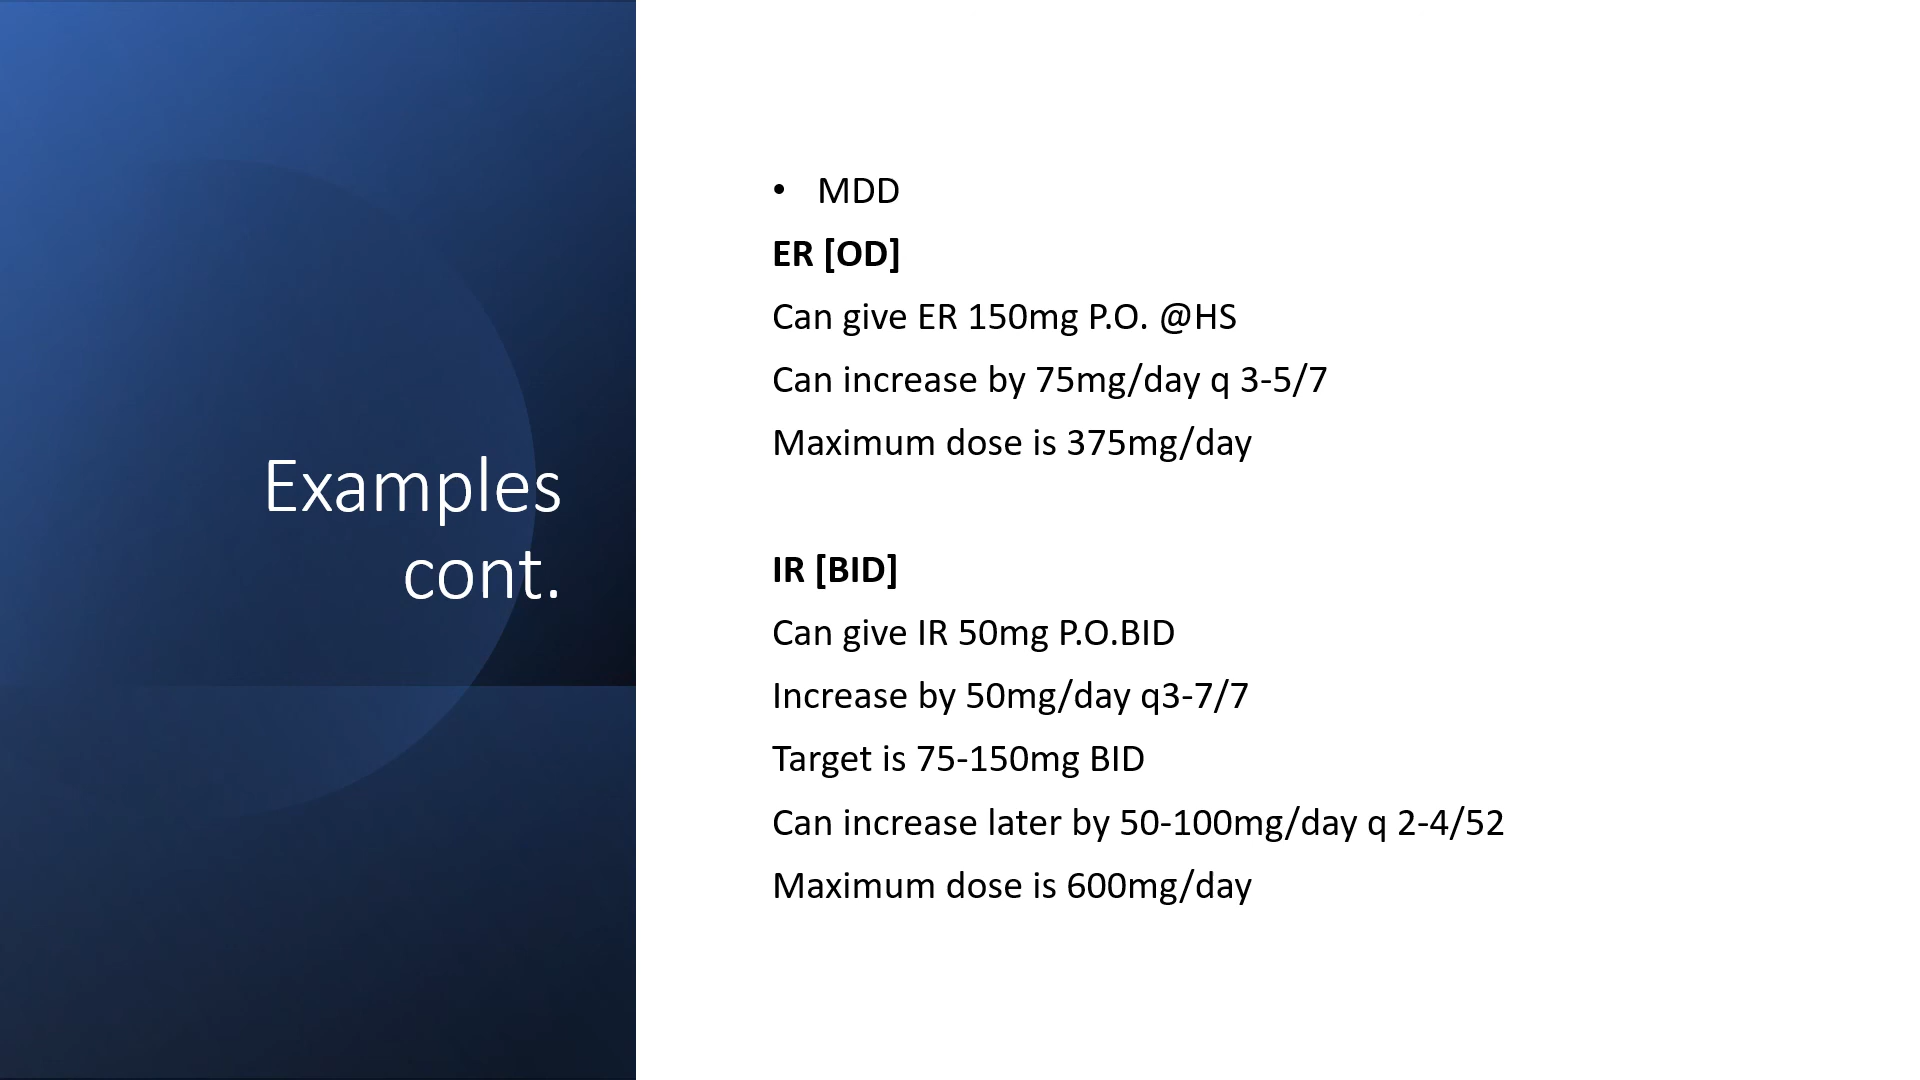 Examples
cont.
• MDD
ER [OD]
Can give ER 150mg P.O. @HS
Can increase by 75mg/day q 3-5/7
Maximum dose is 375mg/day
IR [BID]
Can give IR 50mg P.O.BID
Increase by 50mg/day q3-7/7
Target is 75-150mg BID
Can increase later by 50-100mg/day q 2-4/52
Maximum dose is 600mg/day